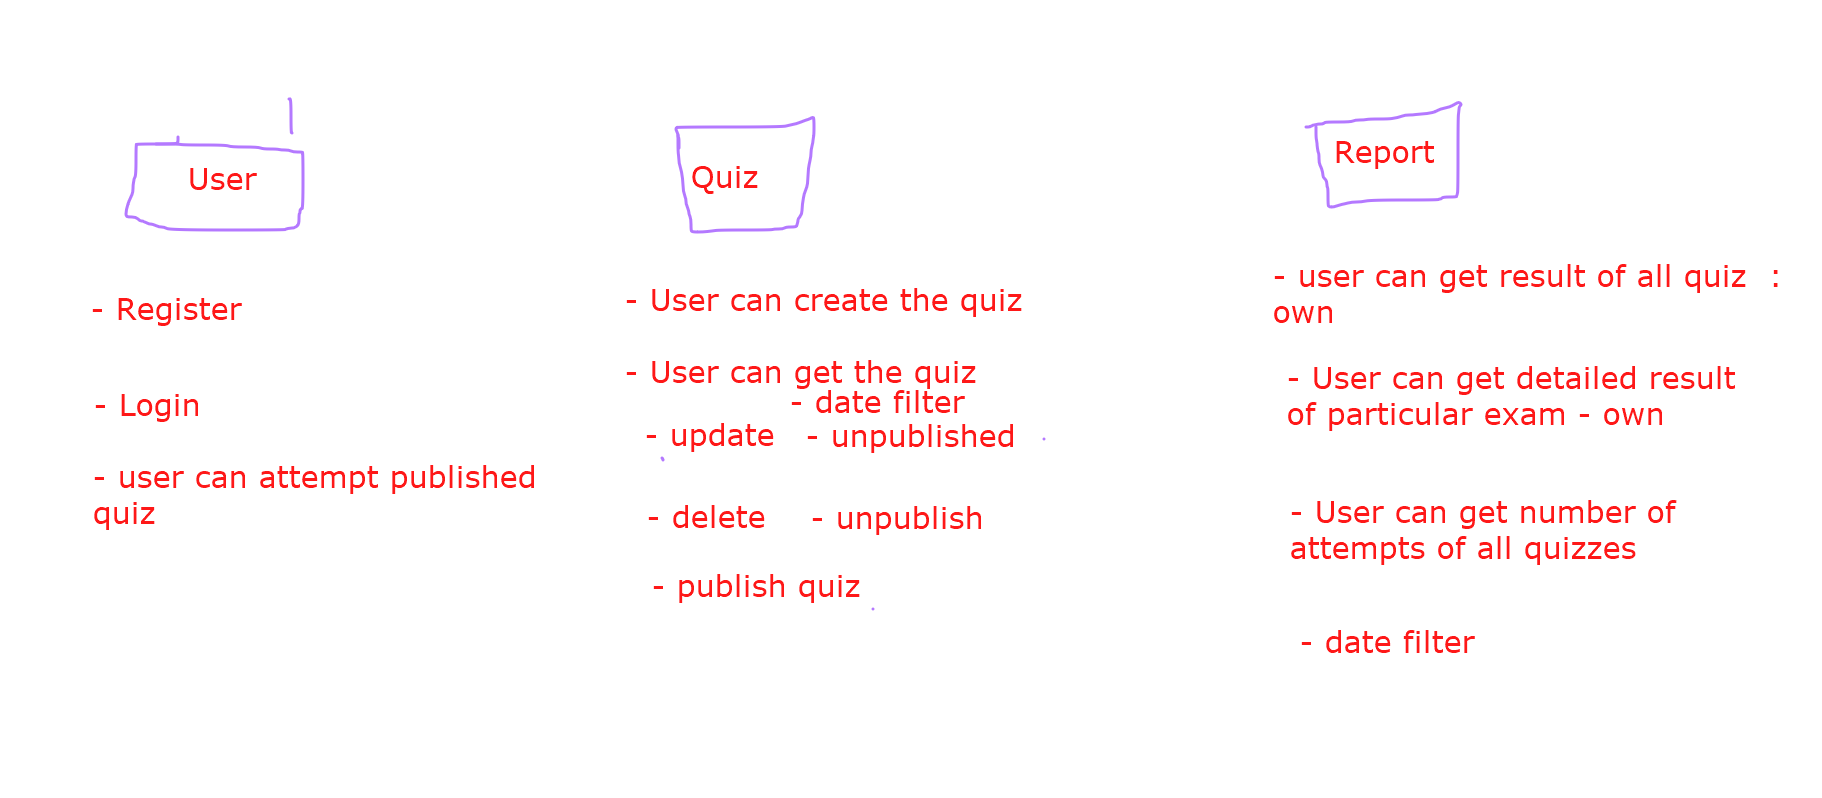 User
- Register
- Login
- user can attempt published
quiz
Quiz
- User can create the quiz
- User can get the quiz
- date filter
- update - unpublished
- delete - unpublish
- publish quiz
Report
- user can get result of all quiz :
own
- User can get detailed result
of particular exam - own
- User can get number of
attempts of all quizzes
- date filter